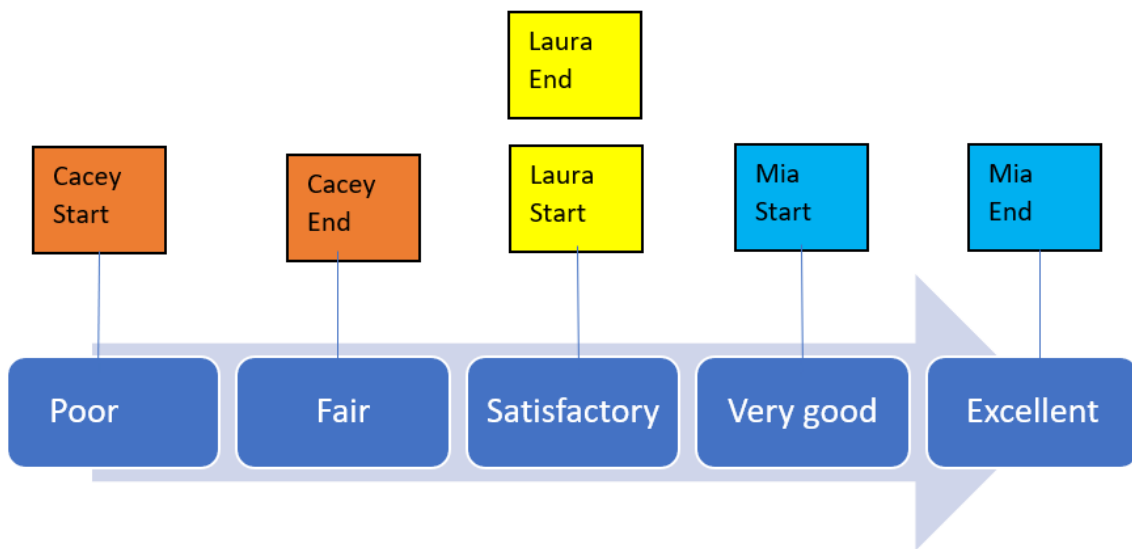 Laura
End
Cacey
Start
Cacey
End
Laura
Start
Mia
Start
Mia
End
Poor
Fair
Satisfactory
Very good
Excellent